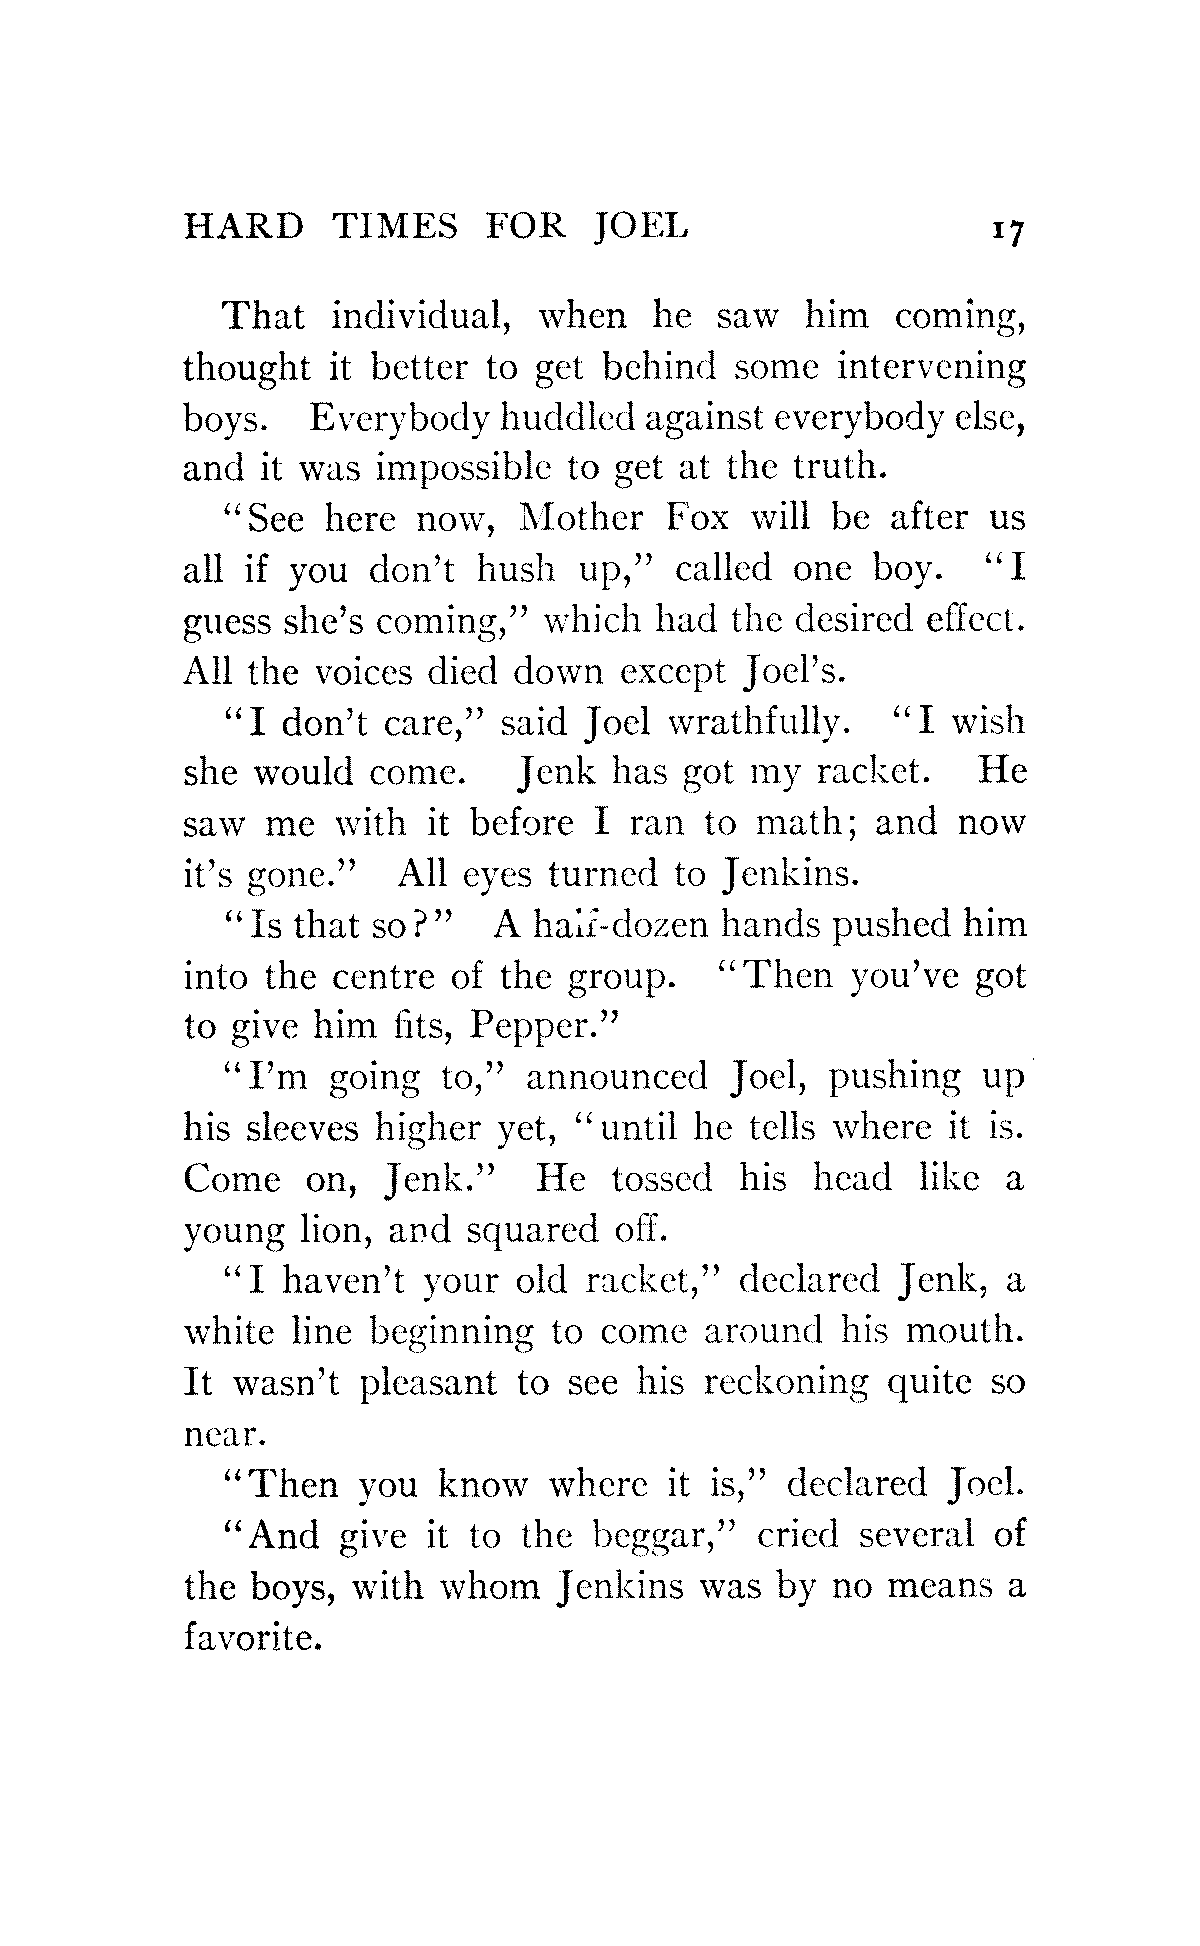 HARD TIMES FOR JOEL 17
That individual, when he saw him coming,
thought it better to get behind some intervening
boys. Everybody huddled against everybody else,
and it was impossible to get at the truth.
“See here now, Mother Fox will be after us
all if you don’t hush up,” called one boy. “I
guess she’s coming,” which had the desired effect.
All the voices died down except Joel’s.
“I don’t care,” said Joel wrathfully. “I wish
she would come. Jenk has got my racket. He
saw me with it before I ran to math; and now
it’s gone.” All eyes turned to Jenkins.
“Is that so?” A half-dozen hands pushed him
into the centre of the group. “Then you’ve got
to give him fits, Pepper.”
“I’m going to,” announced Joel, pushing up
his sleeves higher yet, “until he tells where it is.
Come on, Jenk.” He tossed his head like a
young lion, and squared off.
“I haven’t your old racket,” declared Jenk, a
white line beginning to come around his mouth.
It wasn’t pleasant to see his reckoning quite so
near.
“Then you know where it is,” declared Joel.
“And give it to the beggar,” cried several of
the boys, with whom Jenkins was by no means a
favorite.